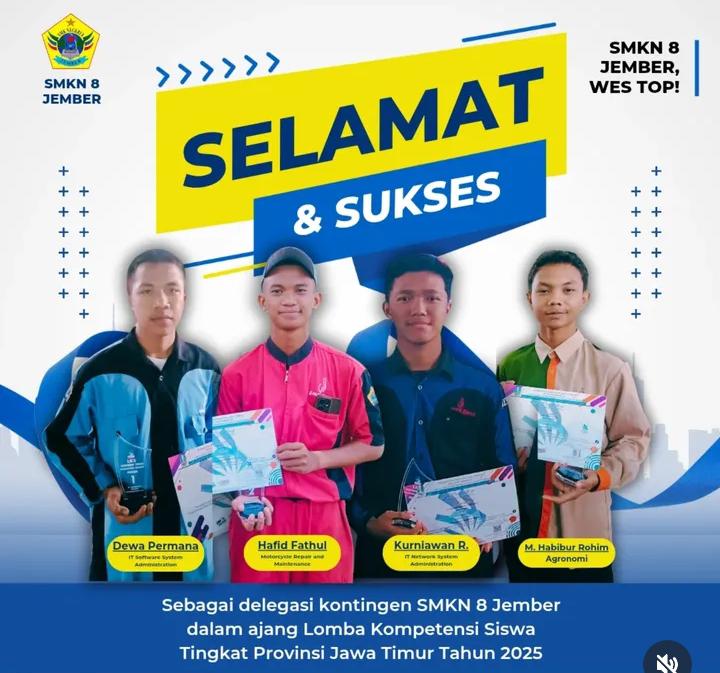 SMKN 8
JEMBER
SMKN 8
JEMBER,
WES TOP!
SELAMAT
& SUKSES
Dewa Permana
IT Software System
Administration
Hafid Fathul
Motorcycle Repair and
Maintenance
Kurniawan R.
IT Network System
Administration
M. Habibur Rohim
Agronomi
Sebagai delegasi kontingen SMKN 8 Jember
dalam ajang Lomba Kompetensi Siswa
Tingkat Provinsi Jawa Timur Tahun 2025